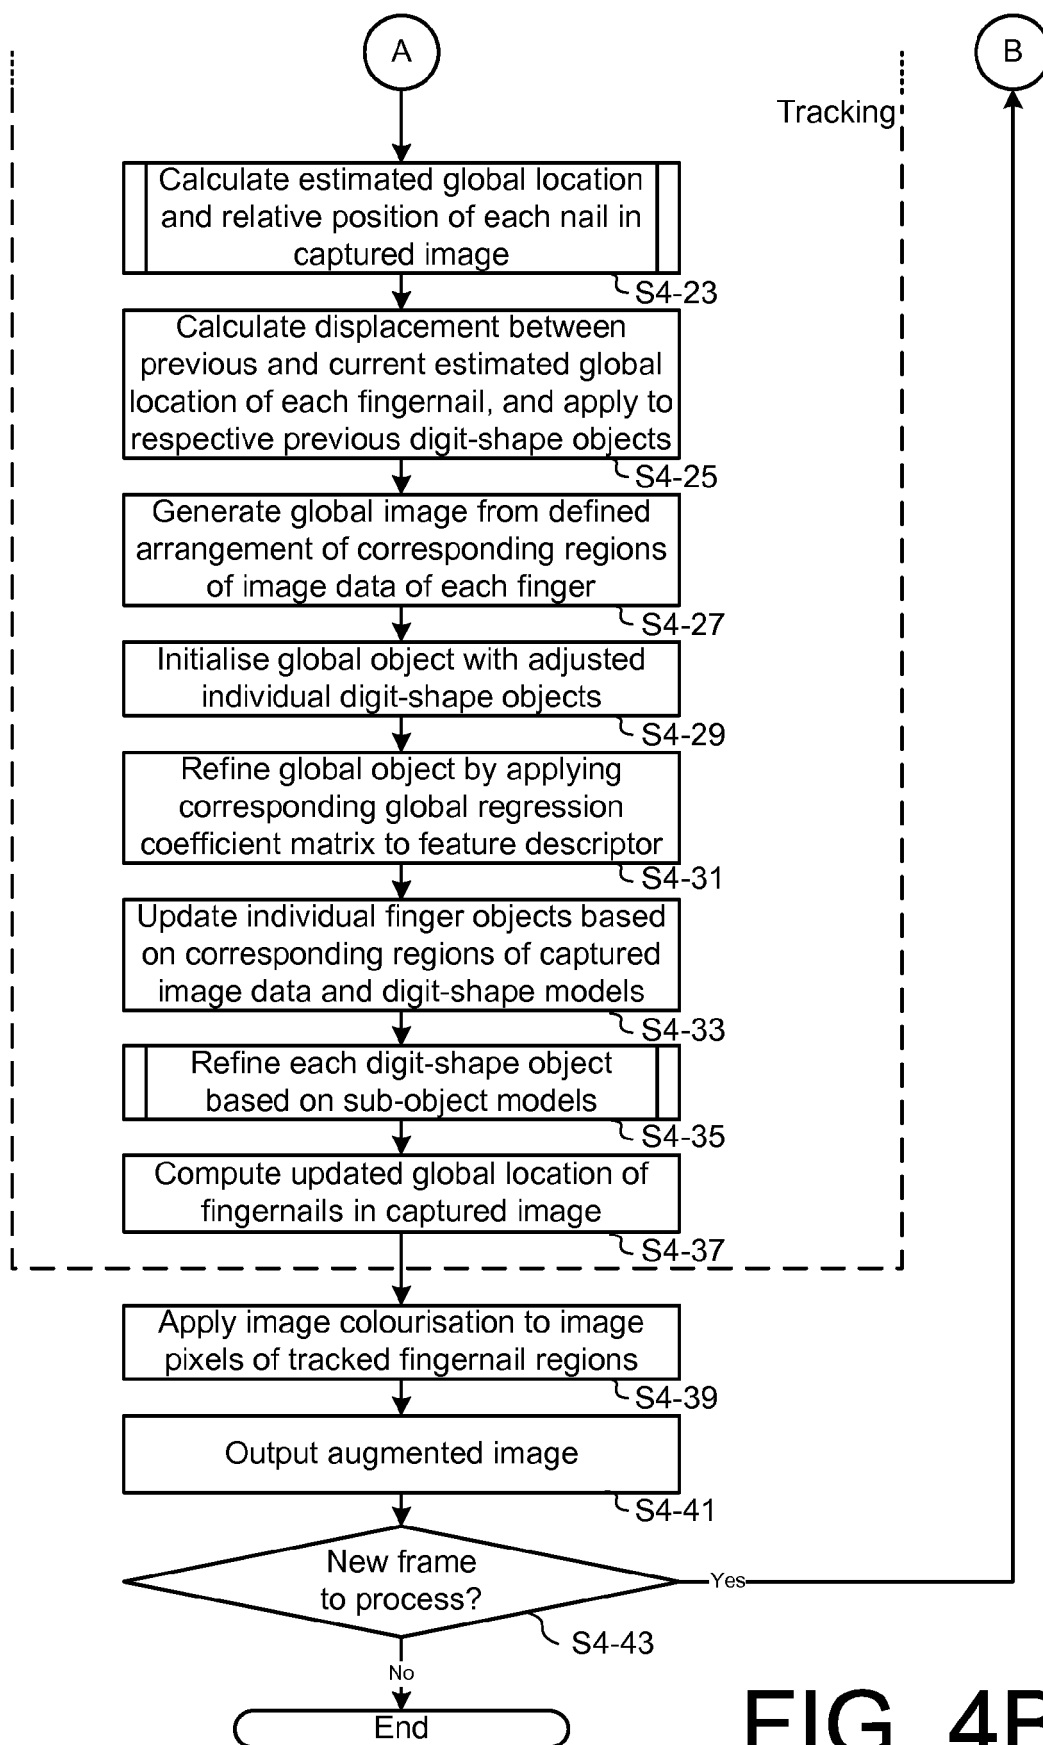 A
B
Tracking
Calculate estimated global location
and relative position of each nail in
captured image
S4-23
Calculate displacement between
previous and current estimated global
location of each fingernail, and apply to
respective previous digit-shape objects
S4-25
Generate global image from defined
arrangement of corresponding regions
of image data of each finger
S4-27
Initialise global object with adjusted
individual digit-shape objects
S4-29
Refine global object by applying
corresponding global regression
coefficient matrix to feature descriptor
S4-31
Update individual finger objects based
on corresponding regions of captured
image data and digit-shape models
S4-33
Refine each digit-shape object
based on sub-object models
S4-35
Compute updated global location of
fingernails in captured image
S4-37
Apply image colourisation to image
pixels of tracked fingernail regions
S4-39
Output augmented image
S4-41
New frame
to process?
Yes
S4-43
No
End
FIG. 4B